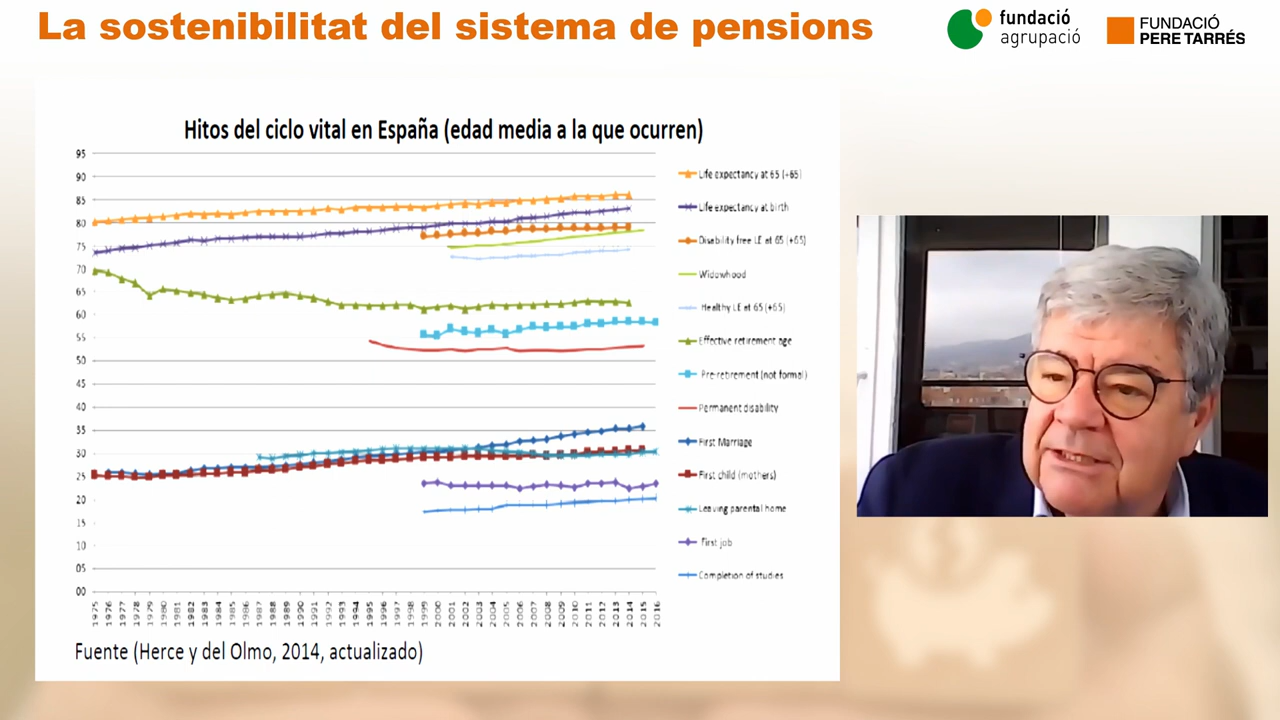 La sostenibilitat del sistema de pensions
fundació
agrupació
FUNDACIÓ
PERE TARRÉS
Hitos del ciclo vital en España (edad media a la que ocurren)
95
90
85
80
75
70
65
60
55
50
45
40
35
30
25
20
15
10
05
00
Life expectancy at 65 (+65)
Life expectancy at birth
Disability free LE at 65 (+65)
Widowhood
Healthy LE at 65 (+65)
Effective retirement age
Pre-retirement (not formal)
Permanent disability
First Marriage
First child (mothers)
Leaving parental home
First job
Completion of studies
1975 1976 1977 1978 1979 1980 1981 1982 1983 1984 1985 1986 1987 1988 1989 1990 1991 1992 1993 1994 1995 1996 1997 1998 1999 2000 2001 2002 2003 2004 2005 2006 2007 2008 2009 2010 2011 2012 2013 2014 2015 2016
Fuente (Herce y del Olmo, 2014, actualizado)